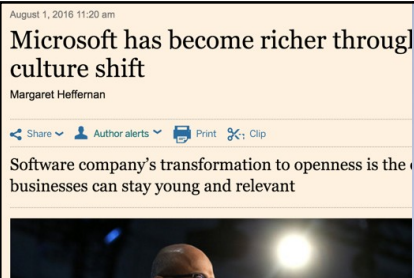 August 1, 2016 11:20 am
Microsoft has become richer through
culture shift
Margaret Heffernan
Share
Author alerts
Print
Clip
Software company's transformation to openness is the
businesses can stay young and relevant